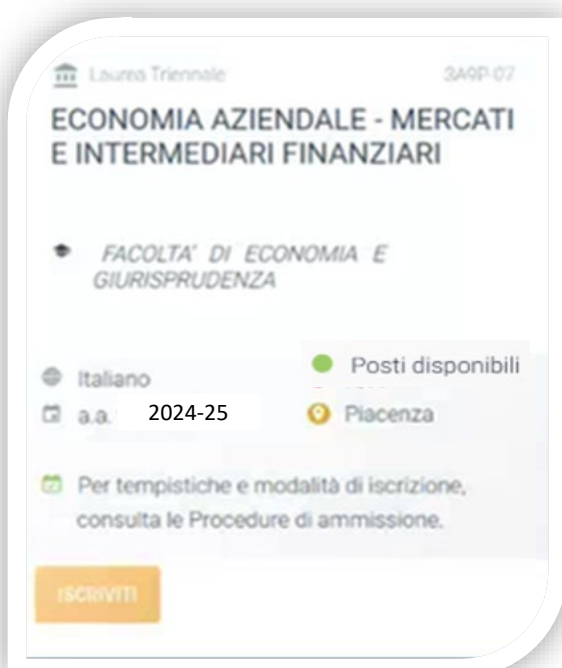 Laurea Triennale 3A9P-07
ECONOMIA AZIENDALE - MERCATI
E INTERMEDIARI FINANZIARI
FACOLTA' DI ECONOMIA E
GIURISPRUDENZA
Italiano Posti disponibili
a.a. 2024-25 Piacenza
Per tempistiche e modalità di iscrizione,
consulta le Procedure di ammissione.
ISCRIVITI